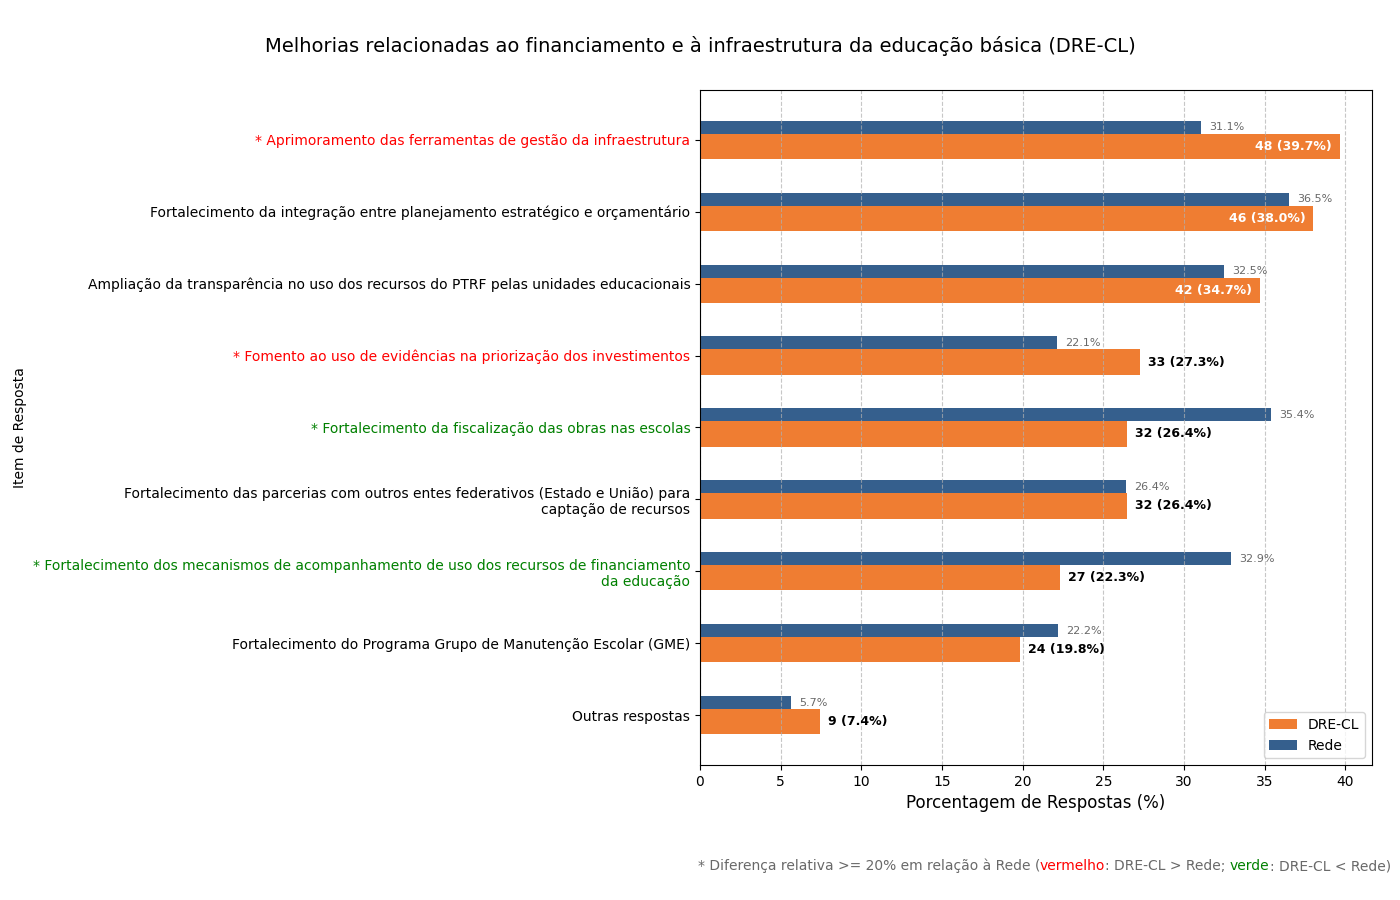 Melhorias relacionadas ao financiamento e à infraestrutura da educação básica (DRE-CL)
Item de Resposta
* Aprimoramento das ferramentas de gestão da infraestrutura
31.1%
48 (39.7%)
Fortalecimento da integração entre planejamento estratégico e orçamentário
36.5%
46 (38.0%)
Ampliação da transparência no uso dos recursos do PTRF pelas unidades educacionais
32.5%
42 (34.7%)
* Fomento ao uso de evidências na priorização dos investimentos
22.1%
33 (27.3%)
* Fortalecimento da fiscalização das obras nas escolas
35.4%
32 (26.4%)
Fortalecimento das parcerias com outros entes federativos (Estado e União) para
captação de recursos
26.4%
32 (26.4%)
* Fortalecimento dos mecanismos de acompanhamento de uso dos recursos de financiamento
da educação
32.9%
27 (22.3%)
Fortalecimento do Programa Grupo de Manutenção Escolar (GME)
22.2%
24 (19.8%)
Outras respostas
5.7%
9 (7.4%)
DRE-CL
Rede
0 5 10 15 20 25 30 35 40
Porcentagem de Respostas (%)
* Diferença relativa >= 20% em relação à Rede (vermelho: DRE-CL > Rede; verde: DRE-CL < Rede)